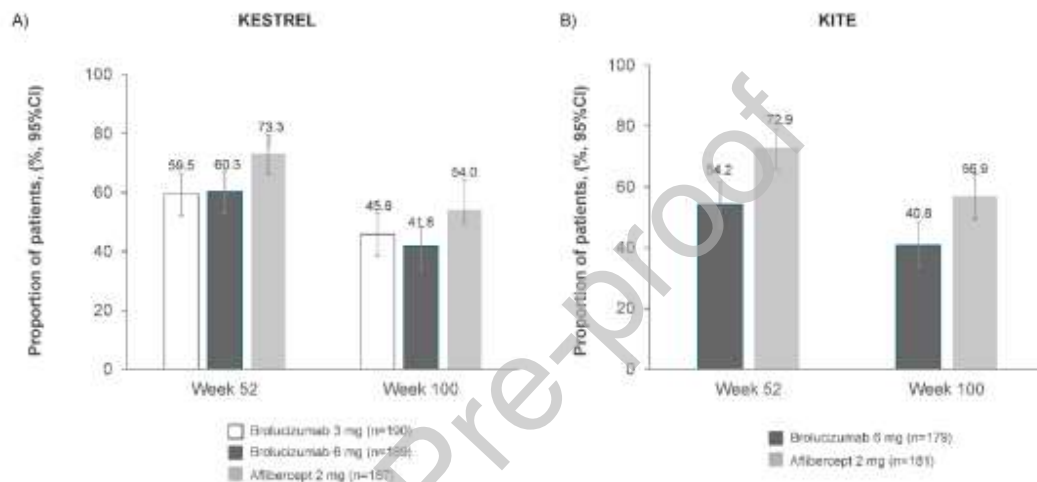 A) KESTREL
Proportion of patients, (%, 95%CI)
100
80
60
40
20
0
59.5
60.3
73.3
45.8
41.8
54.0
Week 52
Week 100
Brolucizumab 3 mg (n=190)
Brolucizumab 6 mg (n=189)
Aflibercept 2 mg (n=187)
B) KITE
Proportion of patients, (%, 95%CI)
100
80
60
40
20
0
54.2
72.9
40.8
56.9
Week 52
Week 100
Brolucizumab 6 mg (n=179)
Aflibercept 2 mg (n=181)
Pre-proof